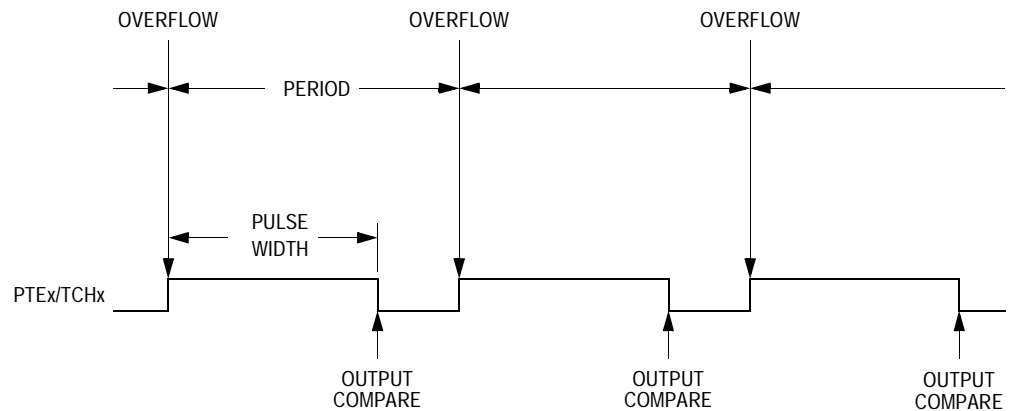 OVERFLOW
OVERFLOW
OVERFLOW
PERIOD
PULSE
WIDTH
PTEx/TCHx
OUTPUT
COMPARE
OUTPUT
COMPARE
OUTPUT
COMPARE